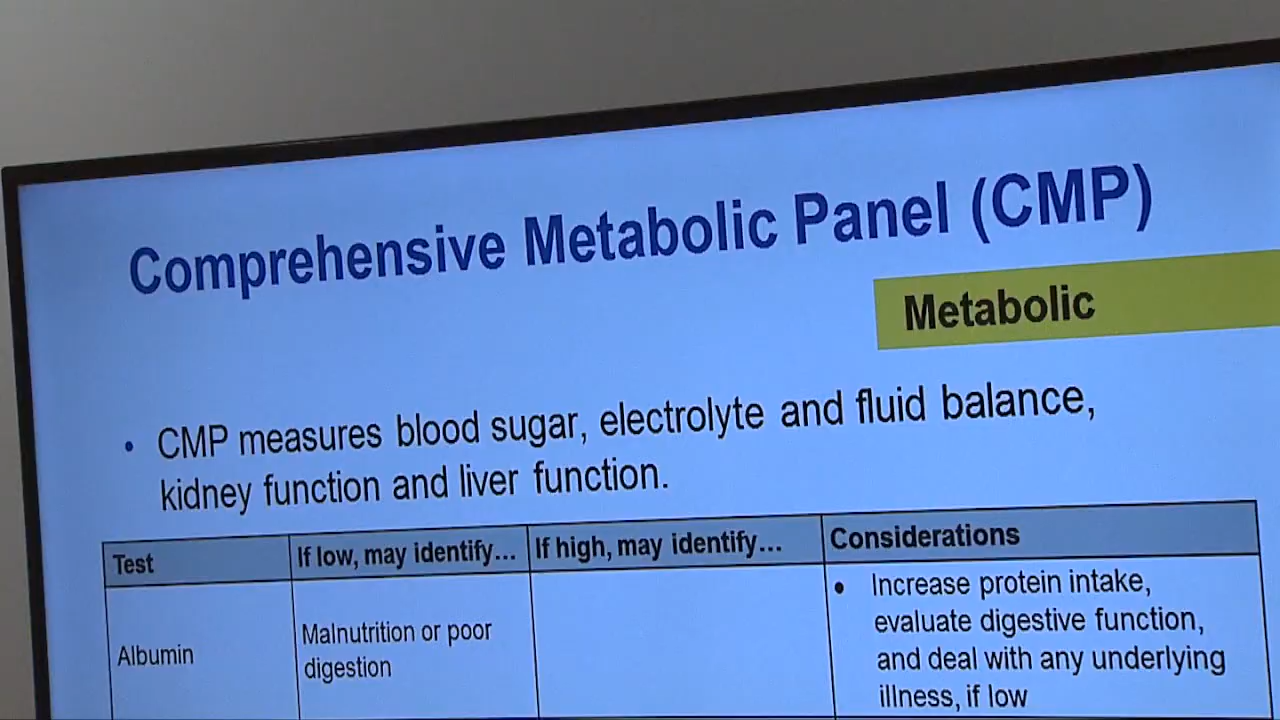 Comprehensive Metabolic Panel (CMP)
Metabolic
• CMP measures blood sugar, electrolyte and fluid balance,
kidney function and liver function.
Test
If low, may identify...
If high, may identify...
Considerations
Albumin
Malnutrition or poor
digestion
• Increase protein intake,
evaluate digestive function,
and deal with any underlying
illness, if low